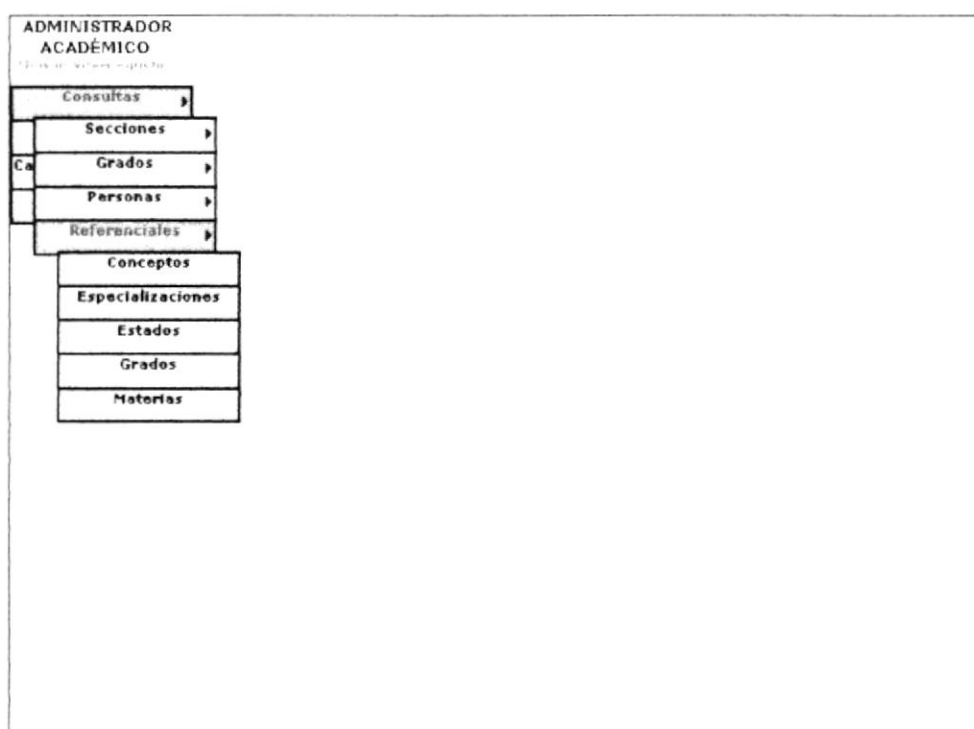 ADMINISTRADOR
ACADÉMICO
Consultas
Secciones
Ca
Grados
Personas
Referenciales
Conceptos
Especializaciones
Estados
Grados
Materias